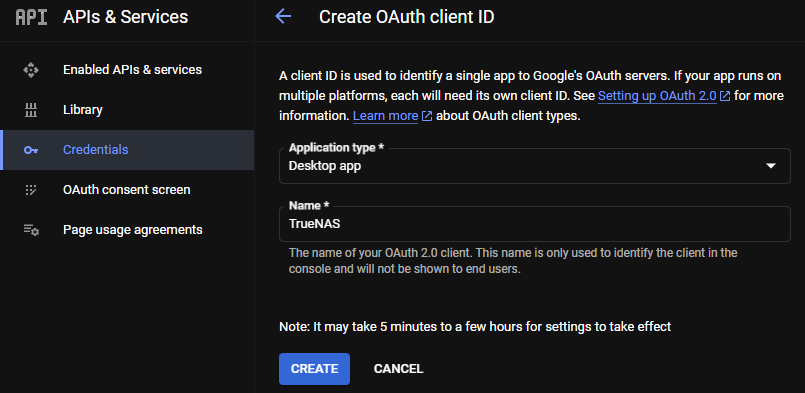 API APIs & Services
Enabled APIs & services
Library
Credentials
OAuth consent screen
Page usage agreements
Create OAuth client ID
A client ID is used to identify a single app to Google's OAuth servers. If your app runs on
multiple platforms, each will need its own client ID. See Setting up OAuth 2.0 for more
information. Learn more about OAuth client types.
Application type *
Desktop app
Name *
TrueNAS
The name of your OAuth 2.0 client. This name is only used to identify the client in the
console and will not be shown to end users.
Note: It may take 5 minutes to a few hours for settings to take effect
CREATE CANCEL